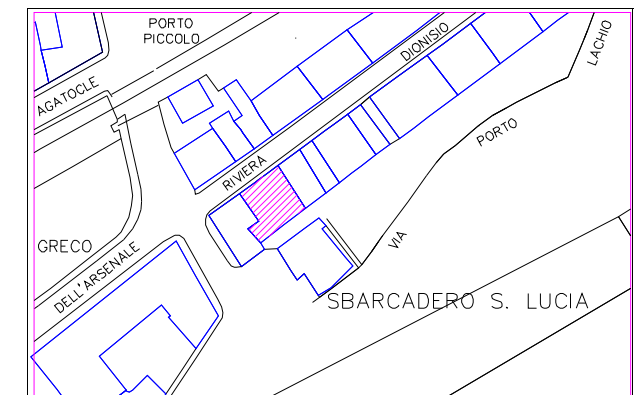 PORTO
PICCOLO
AGATOCLE
DIONISIO
LACHIO
PORTO
RIVIERA
GRECO
DELL'ARSENALE
VIA
SBARCADERO S. LUCIA